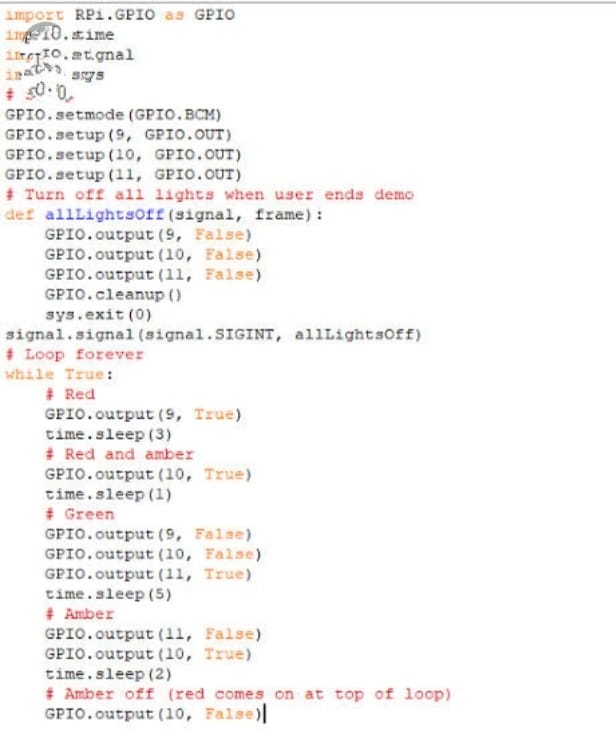 import RPi.GPIO as GPIO
time
signal
sys
#
GPIO.setmode(GPIO.BCM)
GPIO.setup(9, GPIO.OUT)
GPIO.setup(10, GPIO.OUT)
GPIO.setup(11, GPIO.OUT)
# Turn off all lights when user ends demo
def allLightsOff(signal, frame):
    GPIO.output(9, False)
    GPIO.output(10, False)
    GPIO.output(11, False)
    GPIO.cleanup()
    sys.exit(0)
signal.signal(signal.SIGINT, allLightsOff)
# Loop forever
while True:
    # Red
    GPIO.output(9, True)
    time.sleep(3)
    # Red and amber
    GPIO.output(10, True)
    time.sleep(1)
    # Green
    GPIO.output(9, False)
    GPIO.output(10, False)
    GPIO.output(11, True)
    time.sleep(5)
    # Amber
    GPIO.output(11, False)
    GPIO.output(10, True)
    time.sleep(2)
    # Amber off (red comes on at top of loop)
    GPIO.output(10, False)